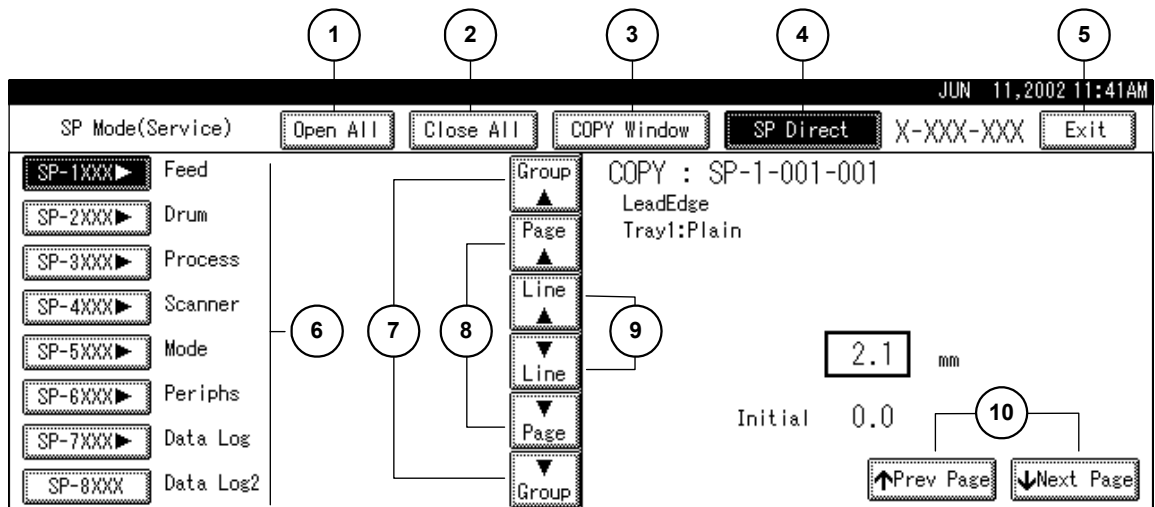 1 2 3 4 5
JUN 11,2002 11:41AM
SP Mode(Service) Open All Close All COPY Window SP Direct X-XXX-XXX Exit
SP-1XXX▶ Feed
SP-2XXX▶ Drum
SP-3XXX▶ Process
SP-4XXX▶ Scanner
SP-5XXX▶ Mode
SP-6XXX▶ Periphs
SP-7XXX▶ Data Log
SP-8XXX Data Log2
6 7 8 9
Group ▲
Page ▲
Line ▲
▼ Line
▼ Page
▼ Group
COPY : SP-1-001-001
LeadEdge
Tray1:Plain
2.1 mm
Initial 0.0
10
↑Prev Page ↓Next Page